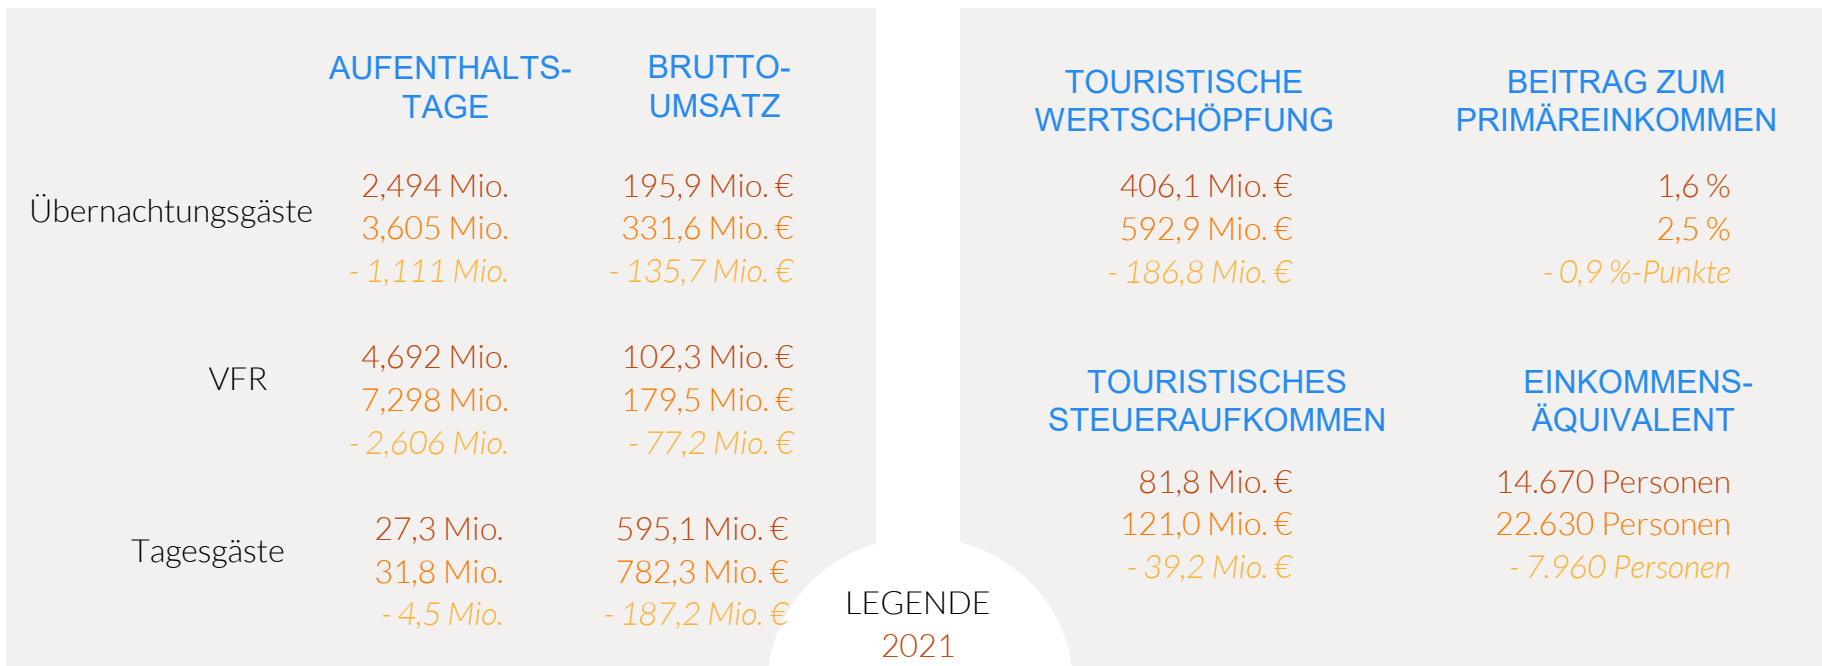 AUFENTHALTS-
TAGE
BRUTTO-
UMSATZ
Übernachtungsgäste
2,494 Mio.
195,9 Mio. €
3,605 Mio.
331,6 Mio. €
- 1,111 Mio.
- 135,7 Mio. €
VFR
4,692 Mio.
102,3 Mio. €
7,298 Mio.
179,5 Mio. €
- 2,606 Mio.
- 77,2 Mio. €
Tagesgäste
27,3 Mio.
595,1 Mio. €
31,8 Mio.
782,3 Mio. €
- 4,5 Mio.
- 187,2 Mio. €
TOURISTISCHE
WERTSCHÖPFUNG
406,1 Mio. €
592,9 Mio. €
- 186,8 Mio. €
BEITRAG ZUM
PRIMÄREINKOMMEN
1,6 %
2,5 %
- 0,9 %-Punkte
TOURISTISCHES
STEUERAUFKOMMEN
81,8 Mio. €
121,0 Mio. €
- 39,2 Mio. €
EINKOMMENS-
ÄQUIVALENT
14.670 Personen
22.630 Personen
- 7.960 Personen
LEGENDE
2021